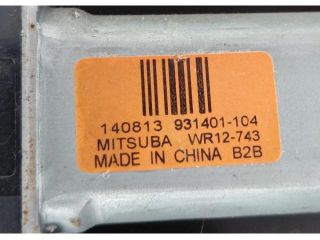 140813 931401-104
MITSUBA WR12-743
MADE IN CHINA B2B